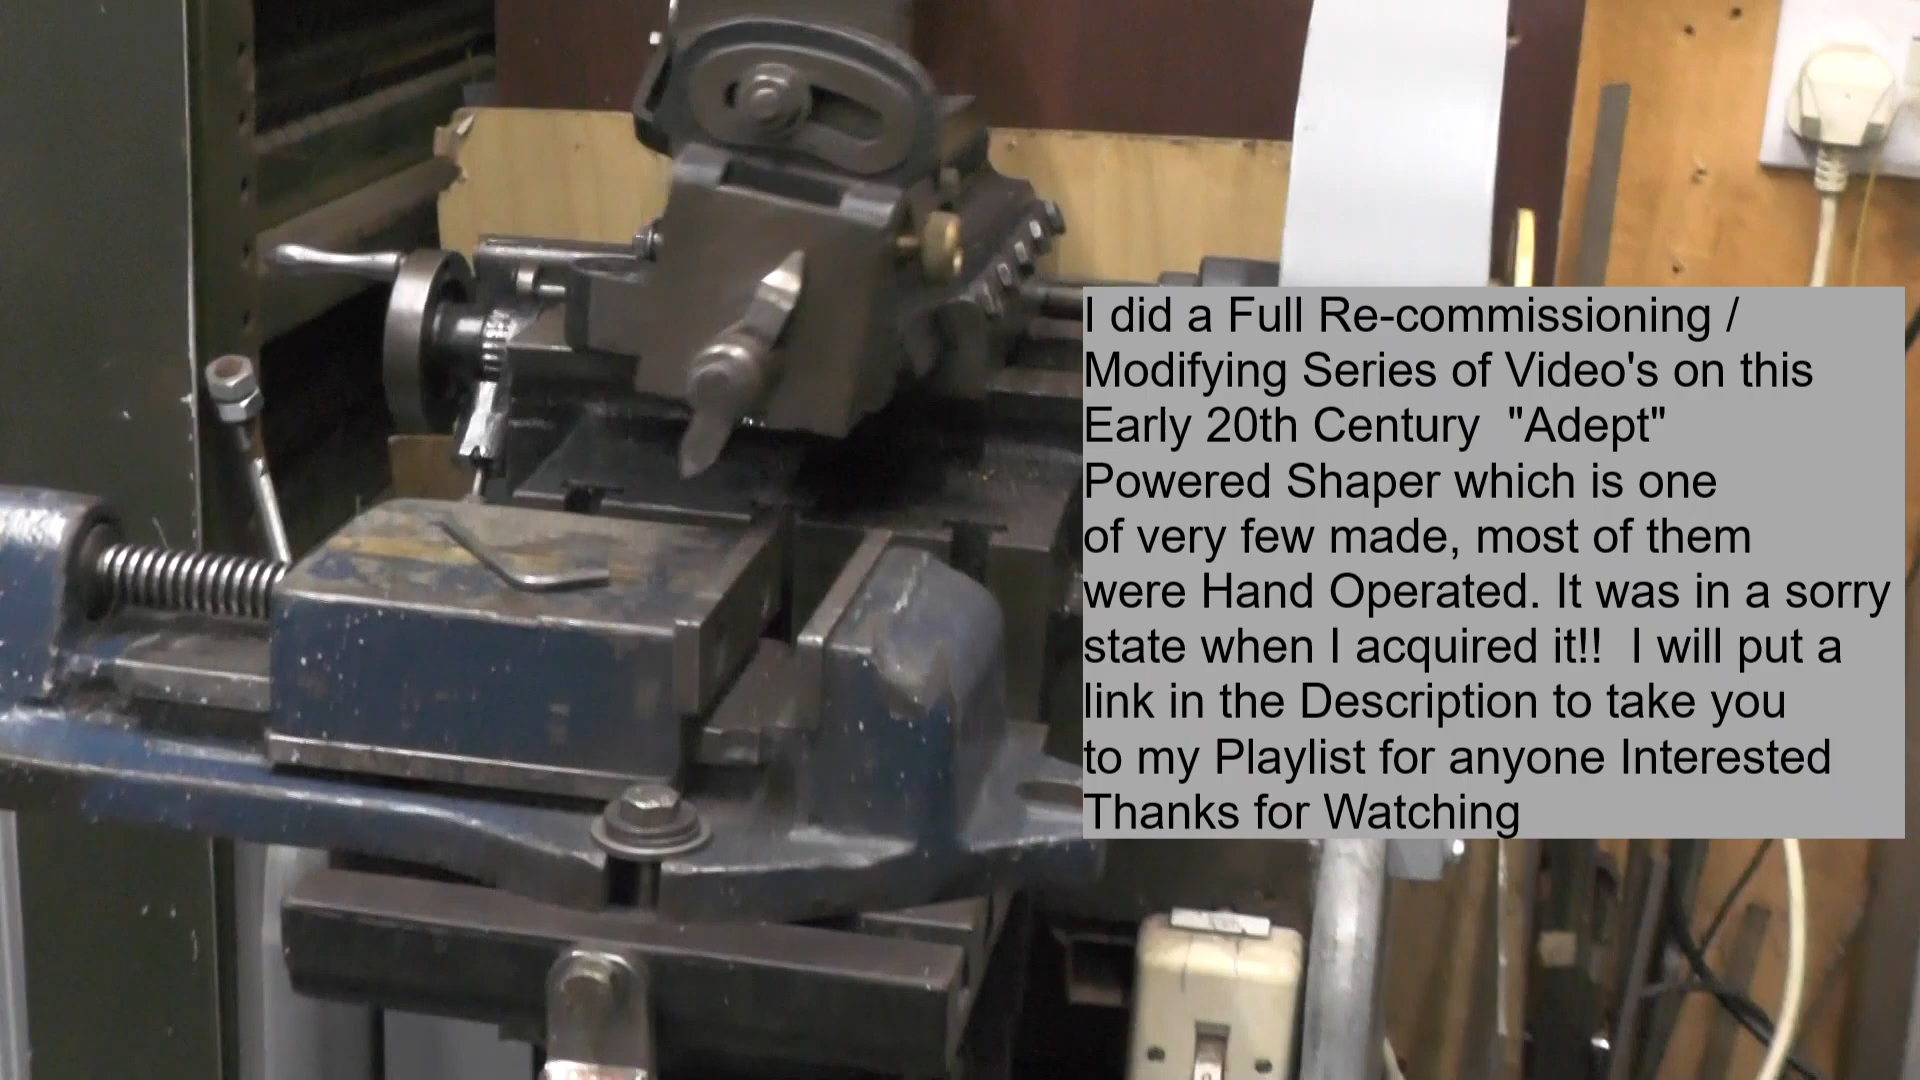 I did a Full Re-commissioning /
Modifying Series of Video's on this
Early 20th Century  "Adept"
Powered Shaper which is one
of very few made, most of them
were Hand Operated. It was in a sorry
state when I acquired it!!  I will put a
link in the Description to take you
to my Playlist for anyone Interested
Thanks for Watching